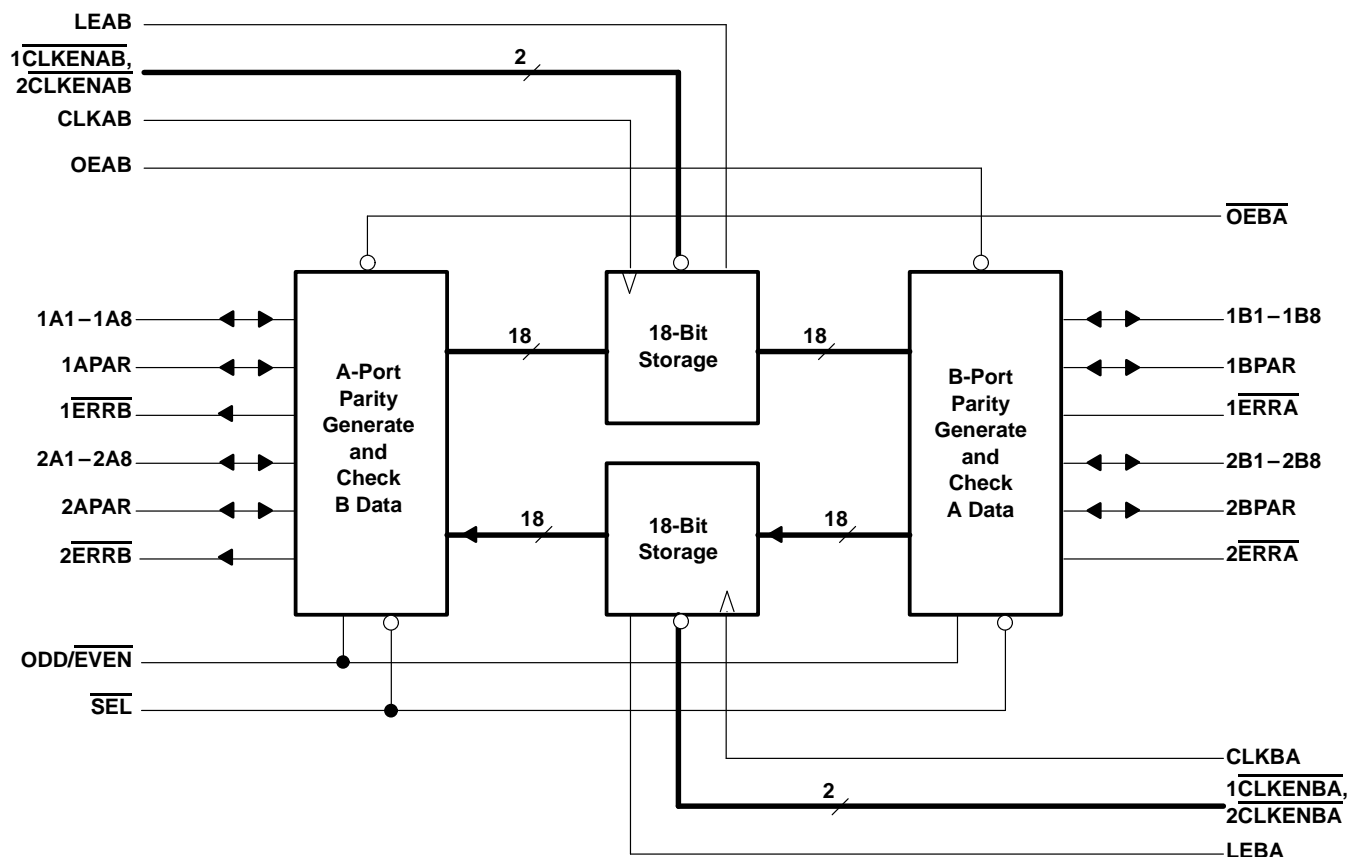 LEAB
1CLKENAB,
2CLKENAB
2
CLKAB
OEAB
OEBA
1A1–1A8
1APAR
1ERRB
2A1–2A8
2APAR
2ERRB
A-Port
Parity
Generate
and
Check
B Data
18
18-Bit
Storage
18
18
18-Bit
Storage
18
B-Port
Parity
Generate
and
Check
A Data
1B1–1B8
1BPAR
1ERRA
2B1–2B8
2BPAR
2ERRA
ODD/EVEN
SEL
CLKBA
2
1CLKENBA,
2CLKENBA
LEBA